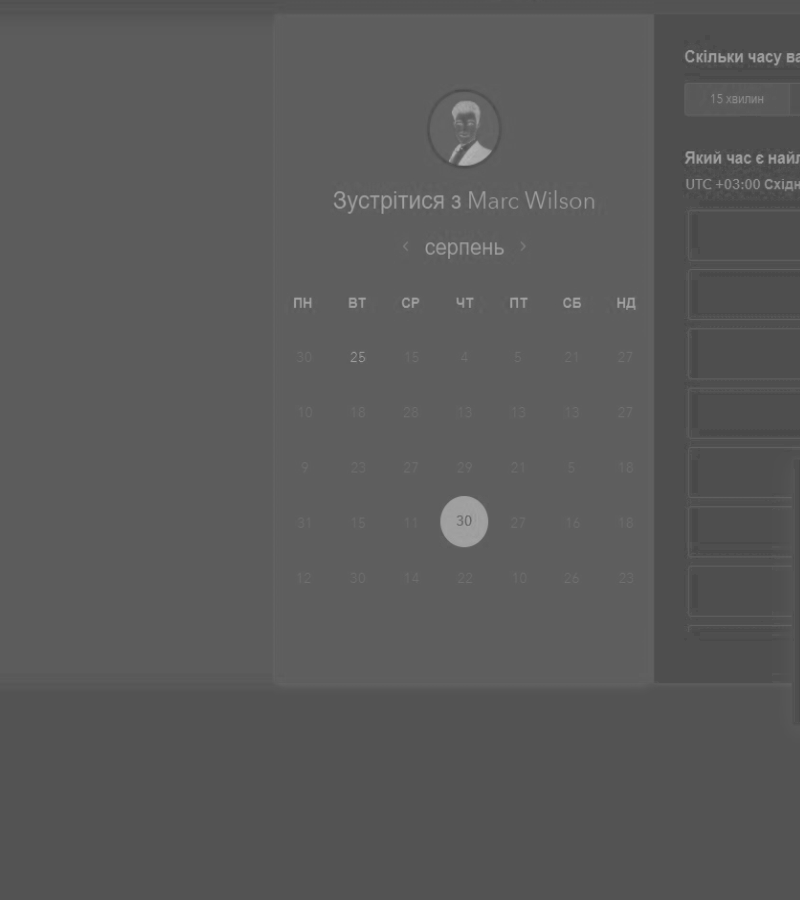 Зустрітися з Marc Wilson
‹ серпень ›
ПН ВТ СР ЧТ ПТ СБ НД
30 25 15 4 5 21 27
10 18 28 13 13 13 27
9 23 27 29 21 5 18
31 15 11 30 27 16 18
12 30 14 22 10 26 23
Скільки часу ва
15 хвилин
Який час є найл
UTC +03:00 Східн